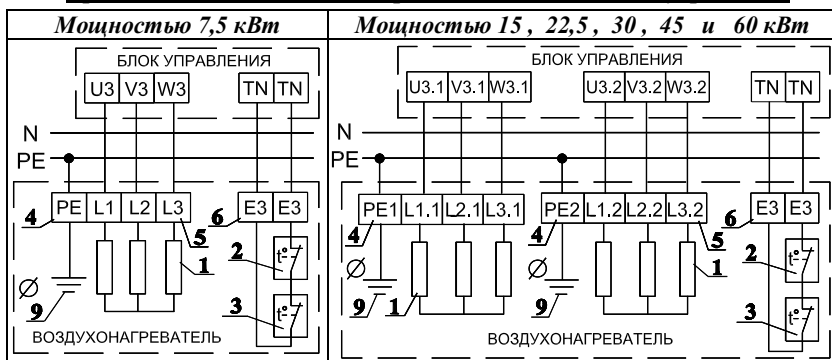 Мощностью 7,5 кВт
БЛОК УПРАВЛЕНИЯ
U3 V3 W3 TN TN
N
PE
4 PE L1 L2 L3 6 E3 E3
5
1
2 t°
9
3 t°
ВОЗДУХОНАГРЕВАТЕЛЬ
Мощностью 15 , 22,5 , 30 , 45 и 60 кВт
БЛОК УПРАВЛЕНИЯ
U3.1 V3.1 W3.1 U3.2 V3.2 W3.2 TN TN
N
PE
PE1 L1.1 L2.1 L3.1 PE2 L1.2 L2.2 L3.2 6 E3 E3
4 4 5
1 2 t°
9 1 9
3 t°
ВОЗДУХОНАГРЕВАТЕЛЬ